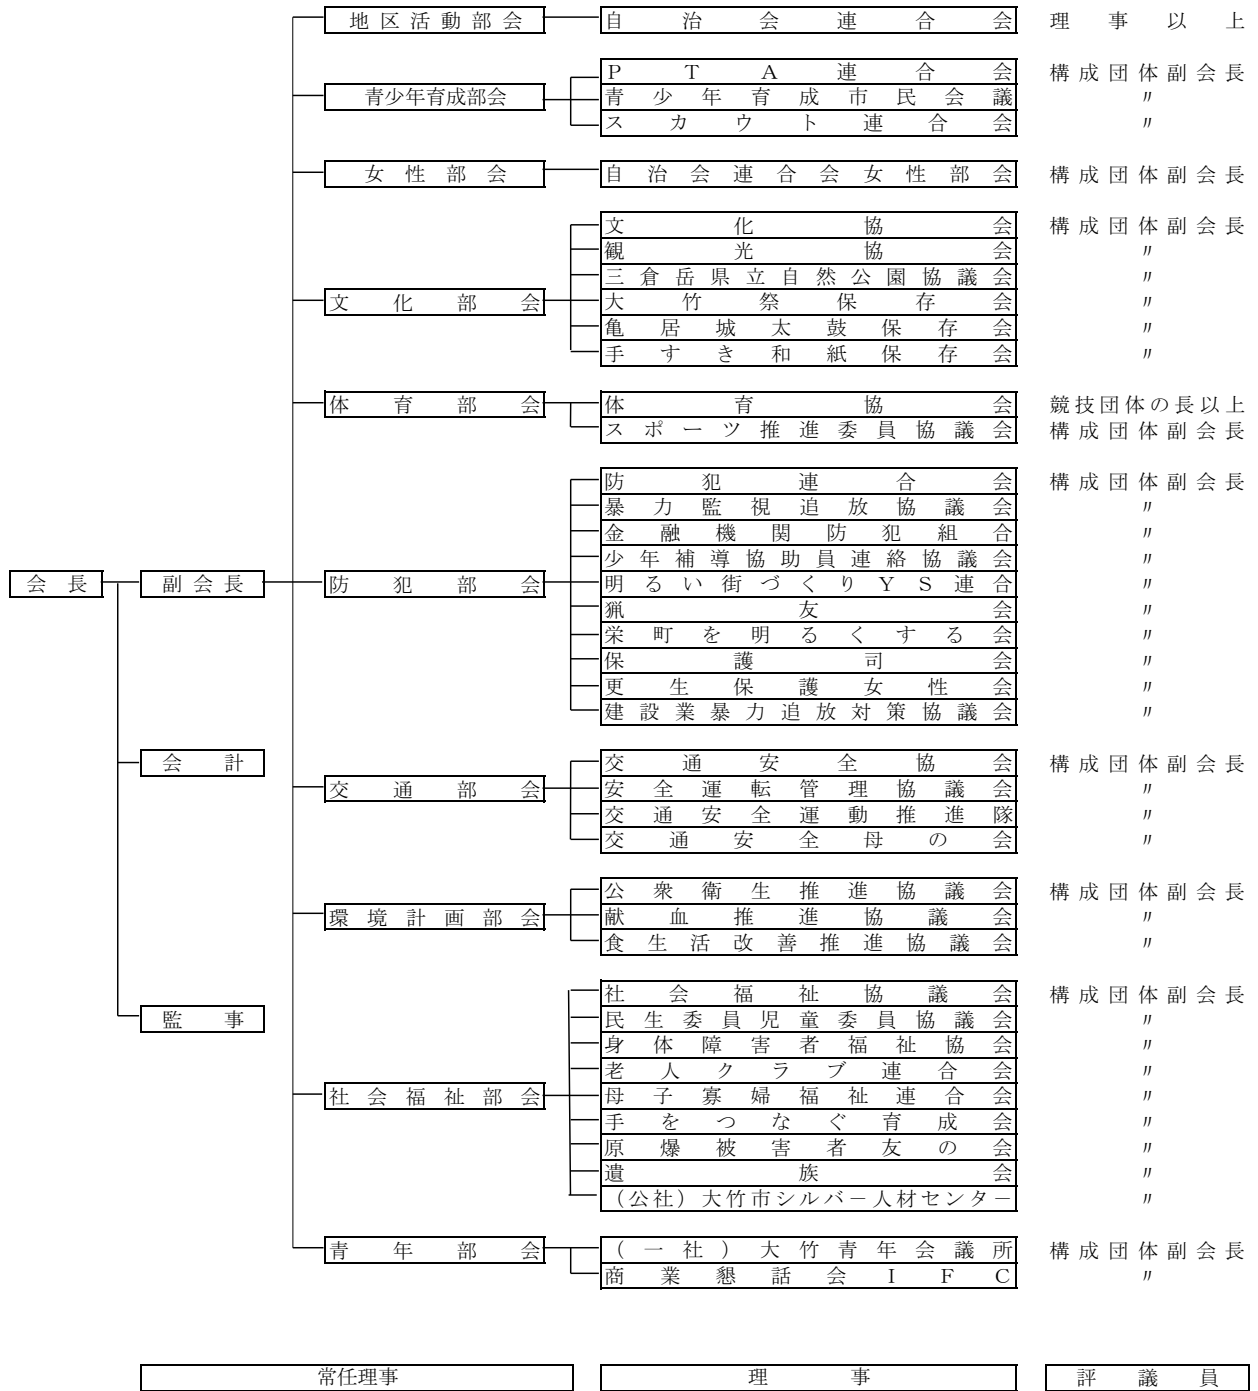 地区活動部会 自治会連合会 理事以上
PTA連合会 構成団体副会長
青少年育成部会 青少年育成市民会議 〃
スカウト連合会 〃
女性部会 自治会連合会女性部会 構成団体副会長
文化協会 構成団体副会長
観光協会 〃
三倉岳県立自然公園協議会 〃
文化部会 大竹祭保存会 〃
亀居城太鼓保存会 〃
手すき和紙保存会 〃
体育部会 体育協会 競技団体の長以上
スポーツ推進委員協議会 構成団体副会長
防犯連合会 構成団体副会長
暴力監視追放協議会 〃
金融機関防犯組合 〃
少年補導協助員連絡協議会 〃
会長 副会長 防犯部会 明るい街づくりYS連合 〃
猟友会 〃
栄町を明るくする会 〃
保護司会 〃
更生保護女性会 〃
建設業暴力追放対策協議会 〃
会計 交通安全協会 構成団体副会長
交通部会 安全運転管理協議会 〃
交通安全運動推進隊 〃
交通安全母の会 〃
公衆衛生推進協議会 構成団体副会長
環境計画部会 献血推進協議会 〃
食生活改善推進協議会 〃
社会福祉協議会 構成団体副会長
監事 民生委員児童委員協議会 〃
身体障害者福祉協会 〃
老人クラブ連合会 〃
社会福祉部会 母子寡婦福祉連合会 〃
手をつなぐ育成会 〃
原爆被害者友の会 〃
遺族会 〃
(公社)大竹市シルバー人材センター 〃
青年部会 (一社)大竹青年会議所 構成団体副会長
商業懇話会IFC 〃
常任理事 理事 評議員